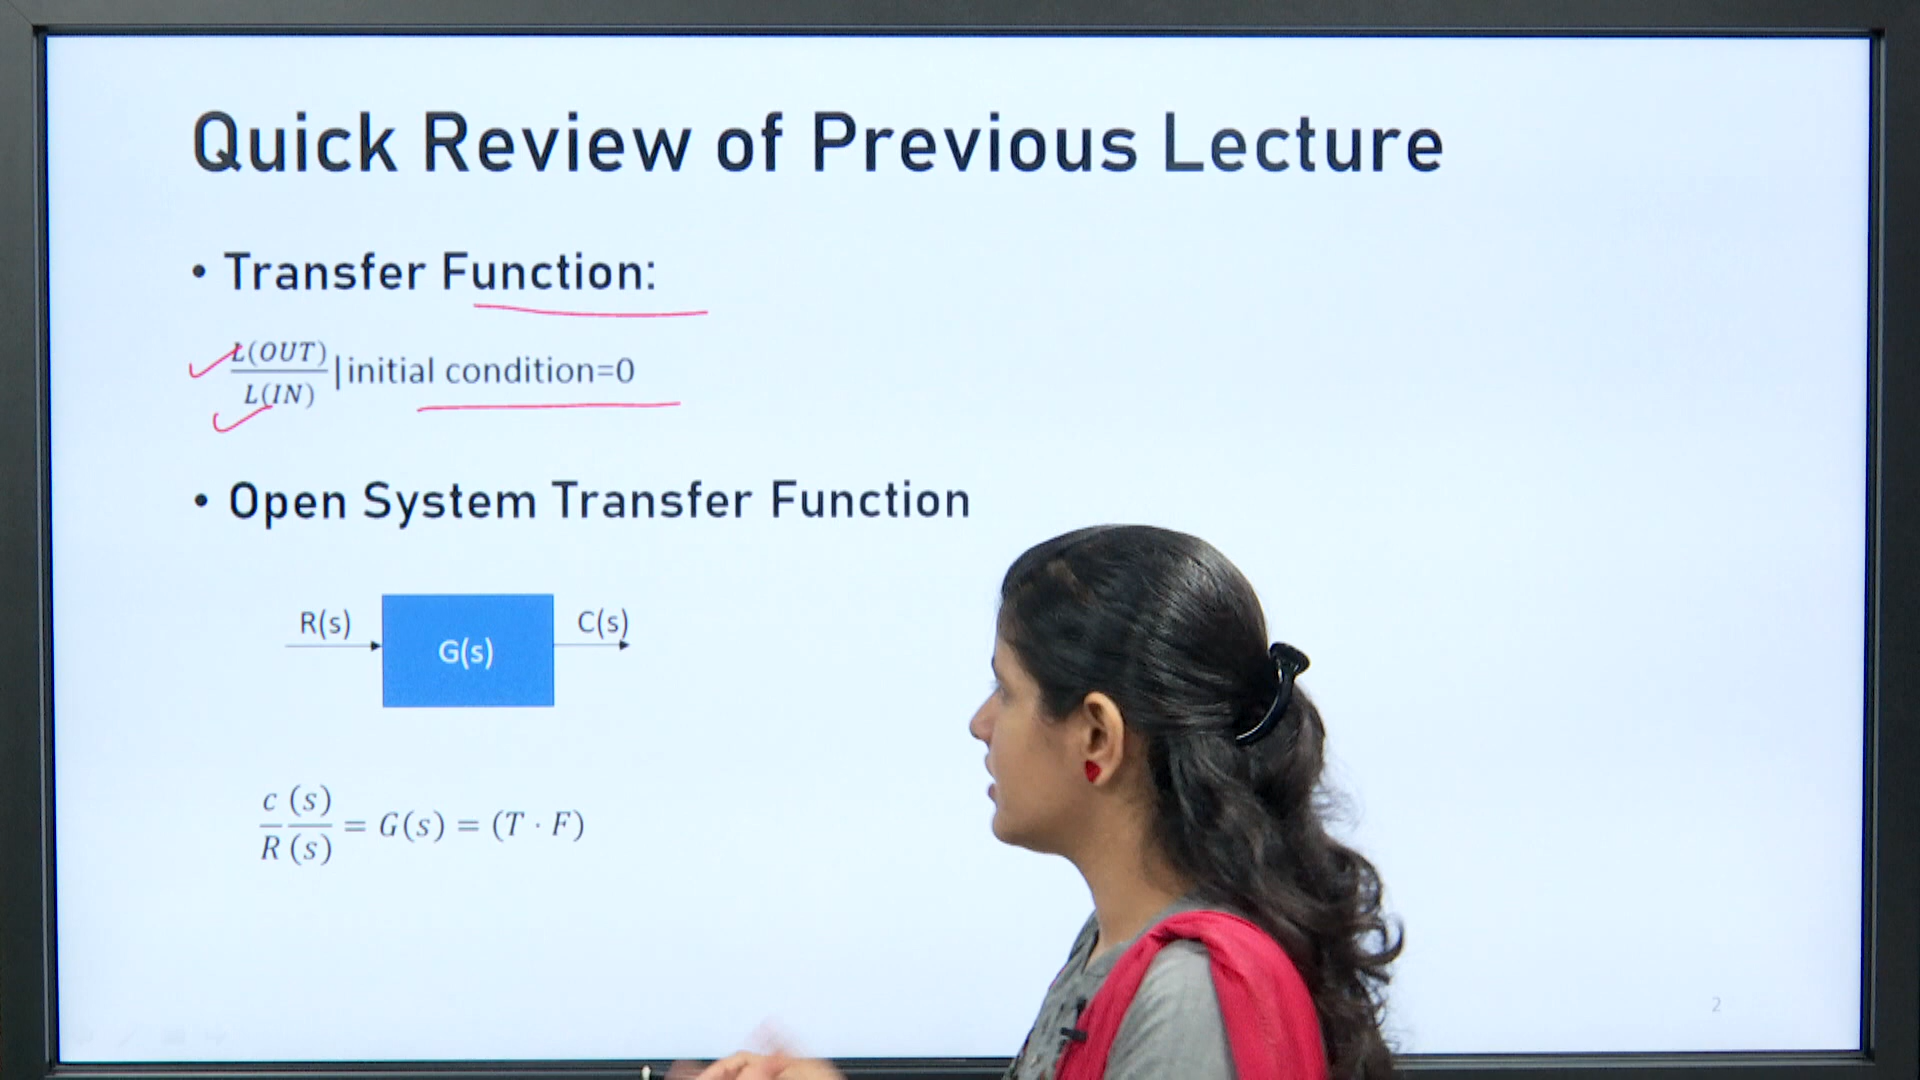 Quick Review of Previous Lecture
• Transfer Function:
L(OUT)/L(IN) |initial condition=0
• Open System Transfer Function
R(s) G(s) C(s)
c(s)/R(s) = G(s) = (T · F)
2